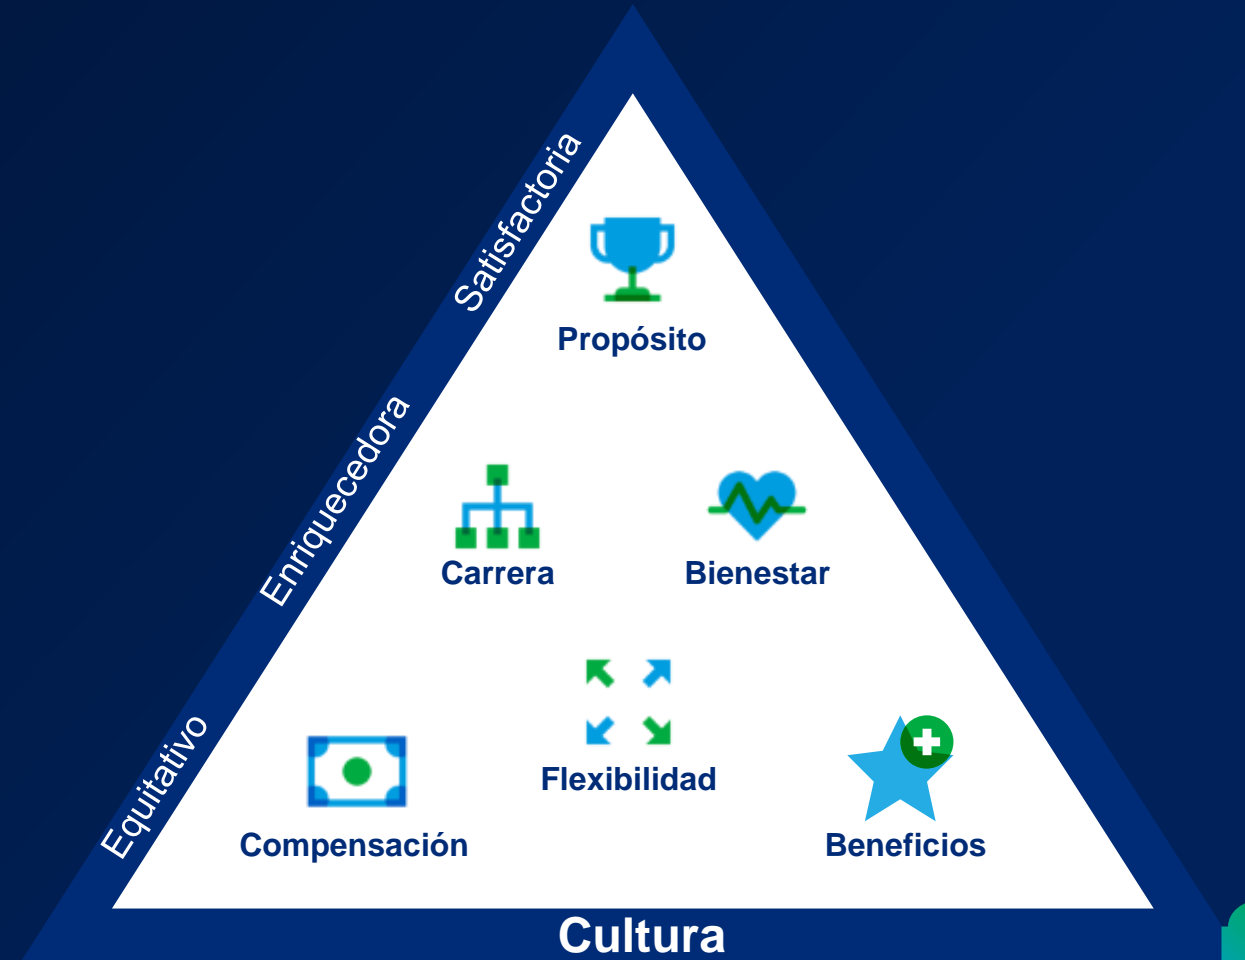 Satisfactoria
Propósito
Enriquecedora
Carrera
Bienestar
Equitativo
Flexibilidad
Compensación
Beneficios
Cultura